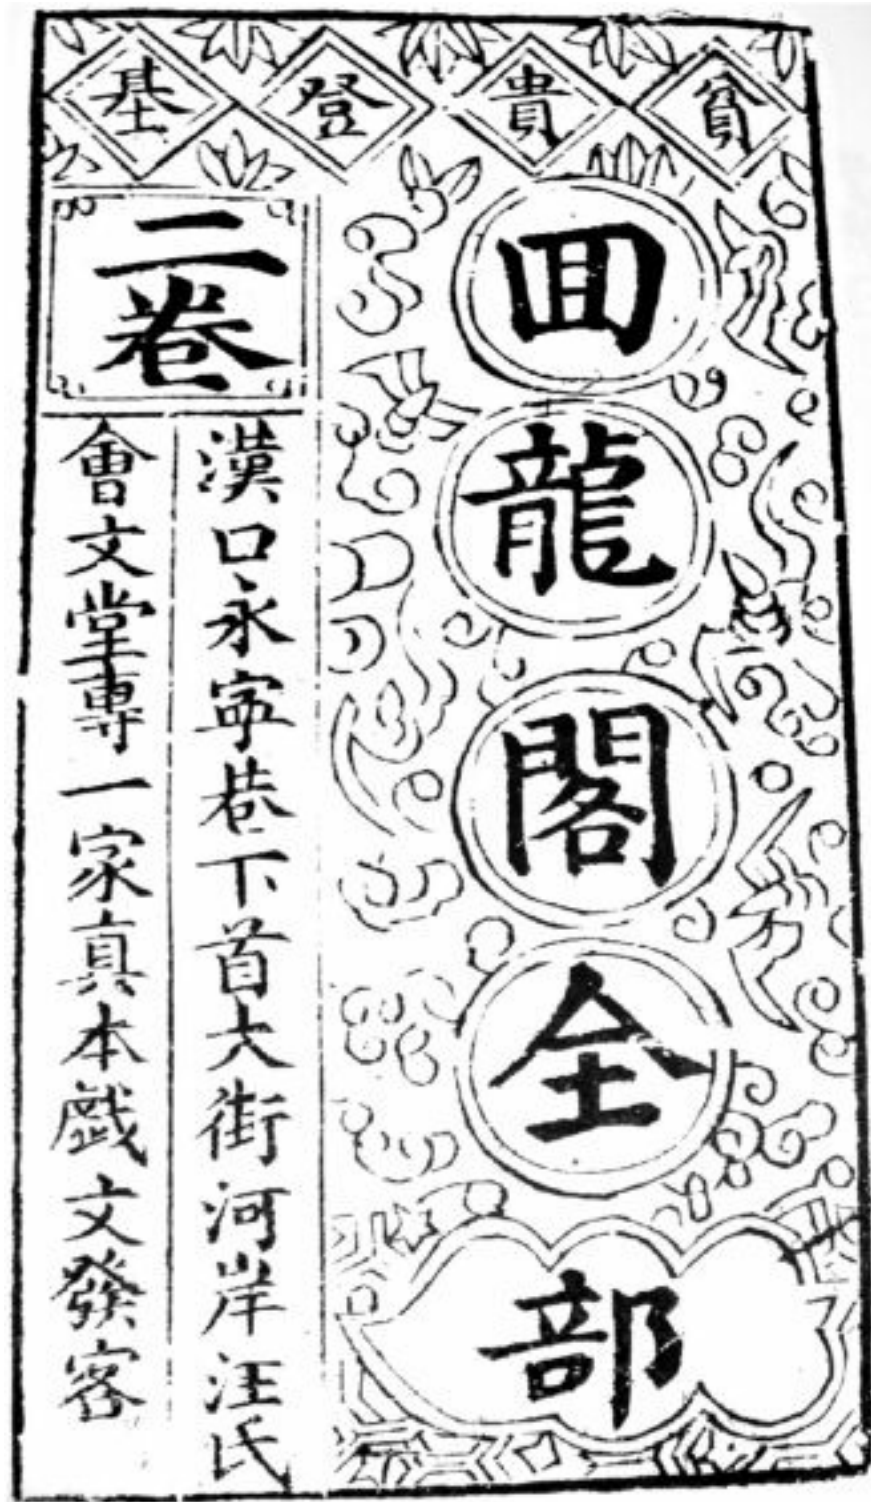 貧貴登基
囬龍閣全部
二卷
漢口永寧巷下首大街河岸汪氏
會文堂專一家真本戲文發客